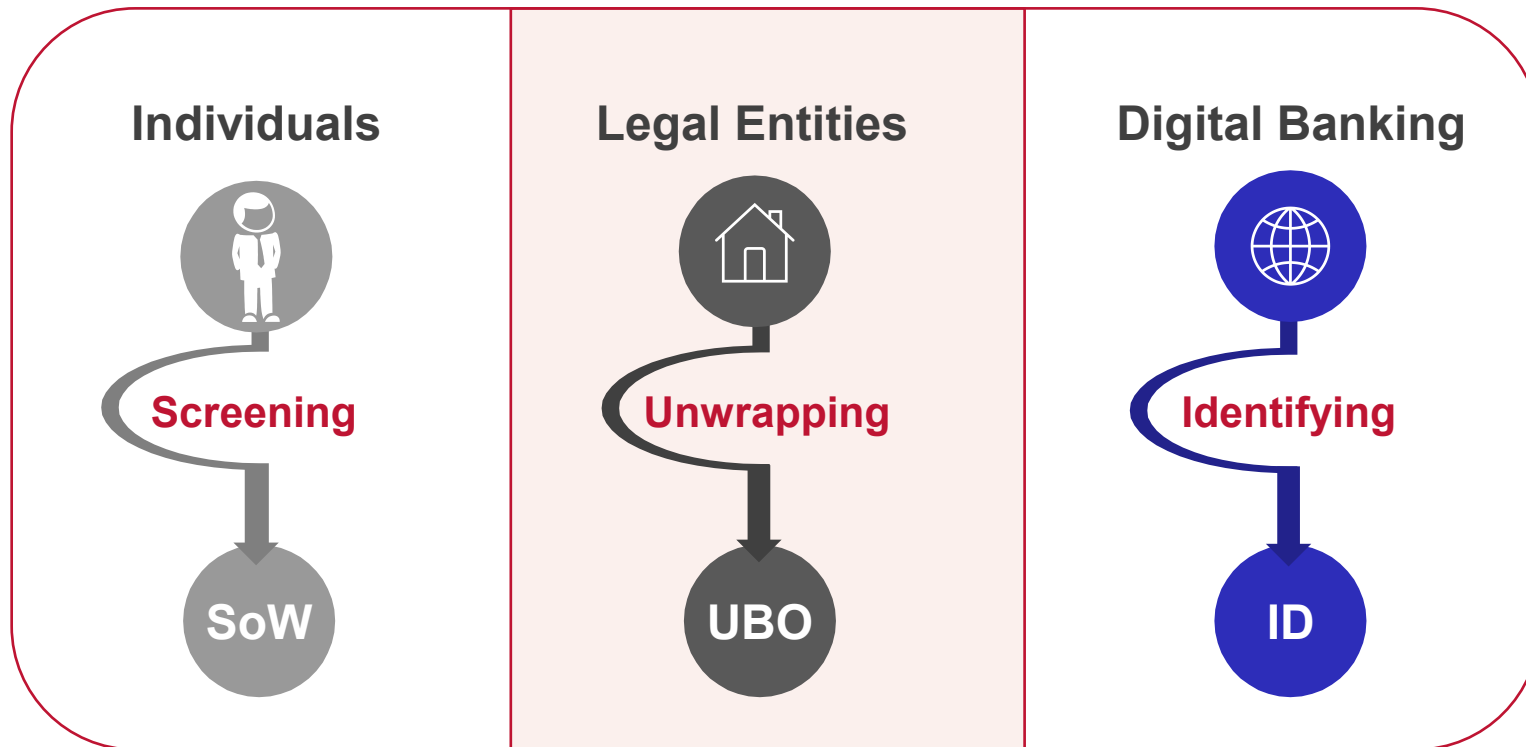 Individuals
Screening
SoW
Legal Entities
Unwrapping
UBO
Digital Banking
Identifying
ID